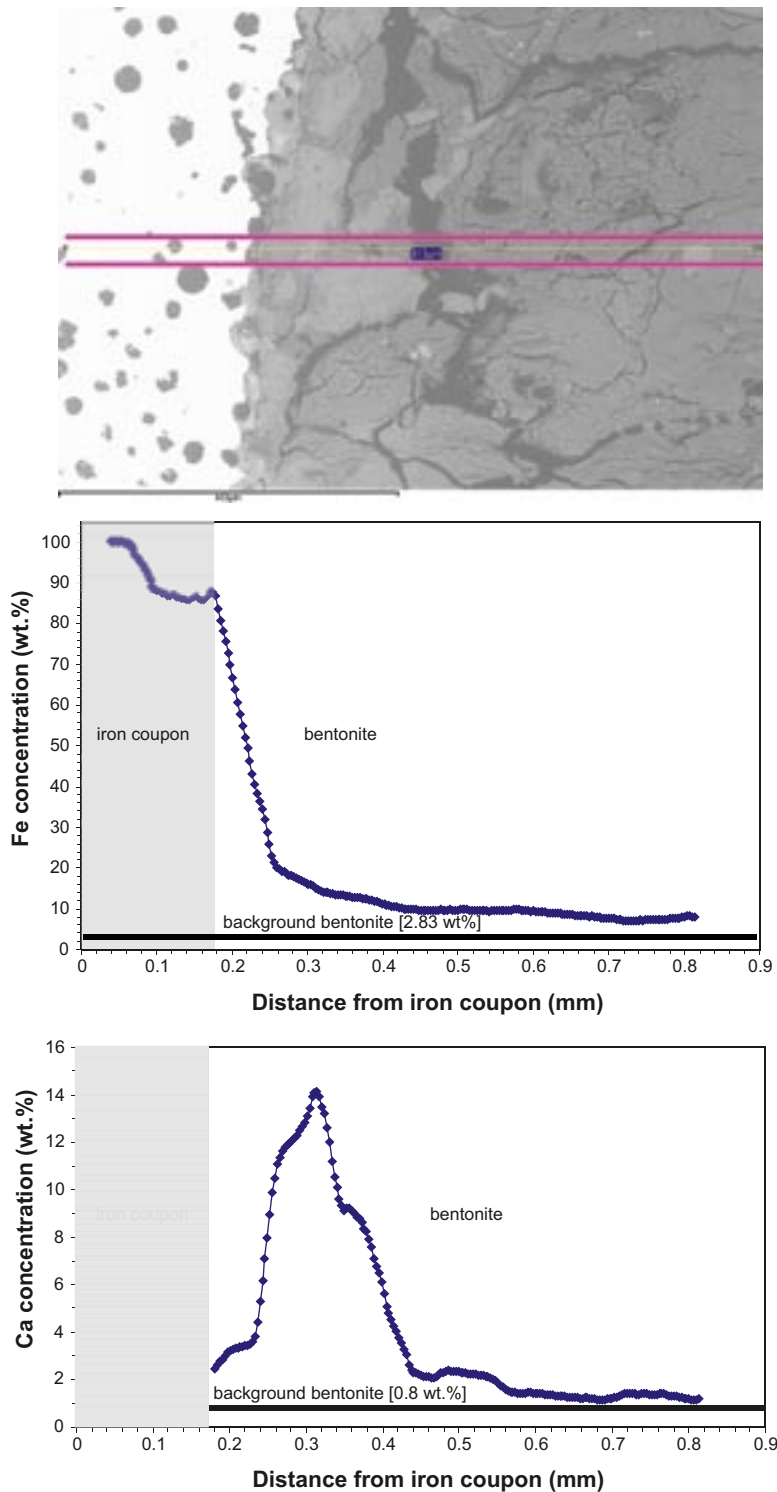 Fe concentration (wt.%)
100
90
80
70
60
50
40
30
20
10
0
iron coupon
bentonite
background bentonite [2.83 wt%]
0 0.1 0.2 0.3 0.4 0.5 0.6 0.7 0.8 0.9
Distance from iron coupon (mm)
Ca concentration (wt.%)
16
14
12
10
8
6
4
2
0
iron coupon
bentonite
background bentonite [0.8 wt.%]
0 0.1 0.2 0.3 0.4 0.5 0.6 0.7 0.8 0.9
Distance from iron coupon (mm)